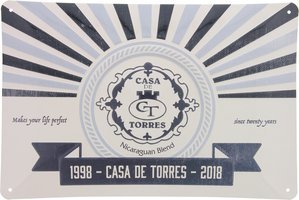 CASA
DE
CT
TORRES
Nicaraguan Blend
Makes your life perfect
since twenty years
1998 - CASA DE TORRES - 2018